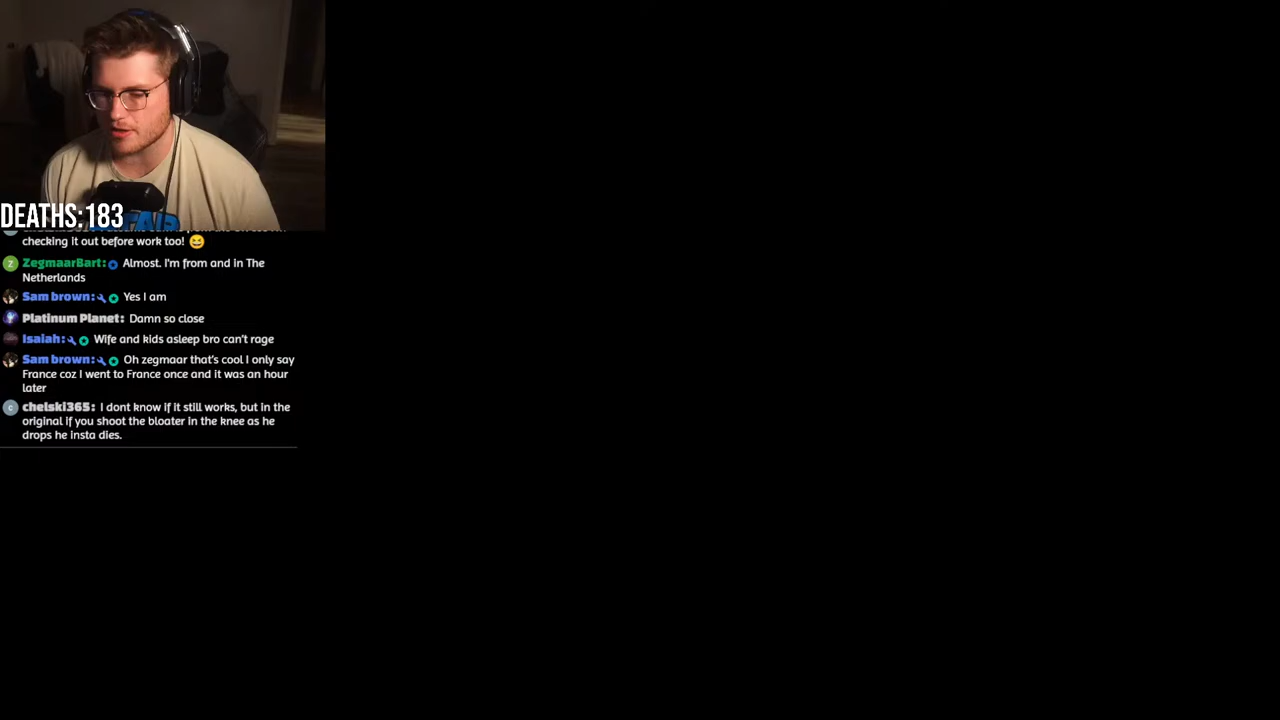 DEATHS:183
checking it out before work too! 😆
Z
ZegmaarBart: Almost. I'm from and in The
Netherlands
Sam brown: Yes I am
Platinum Planet: Damn so close
Isaiah: Wife and kids asleep bro can't rage
Sam brown: Oh zegmaar that's cool I only say
France coz I went to France once and it was an hour
later
c
chelski365: I dont know if it still works, but in the
original if you shoot the bloater in the knee as he
drops he insta dies.